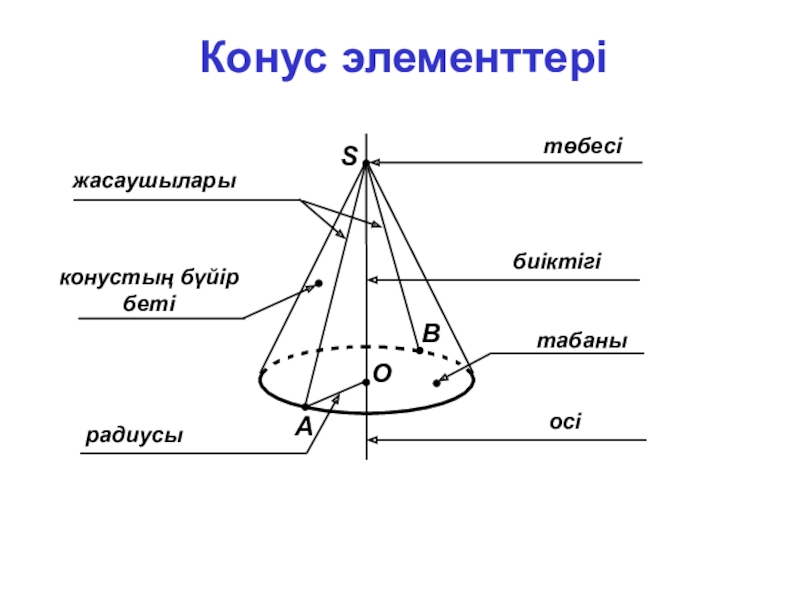 Конус элементтері
S
төбесі
жасаушылары
биіктігі
конустың бүйір
беті
B
табаны
O
A
осі
радиусы